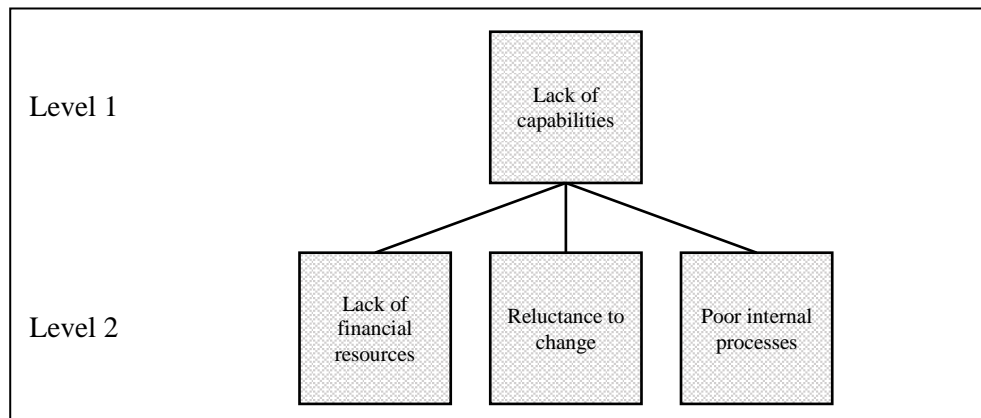 Level 1
Lack of
capabilities
Level 2
Lack of
financial
resources
Reluctance to
change
Poor internal
processes